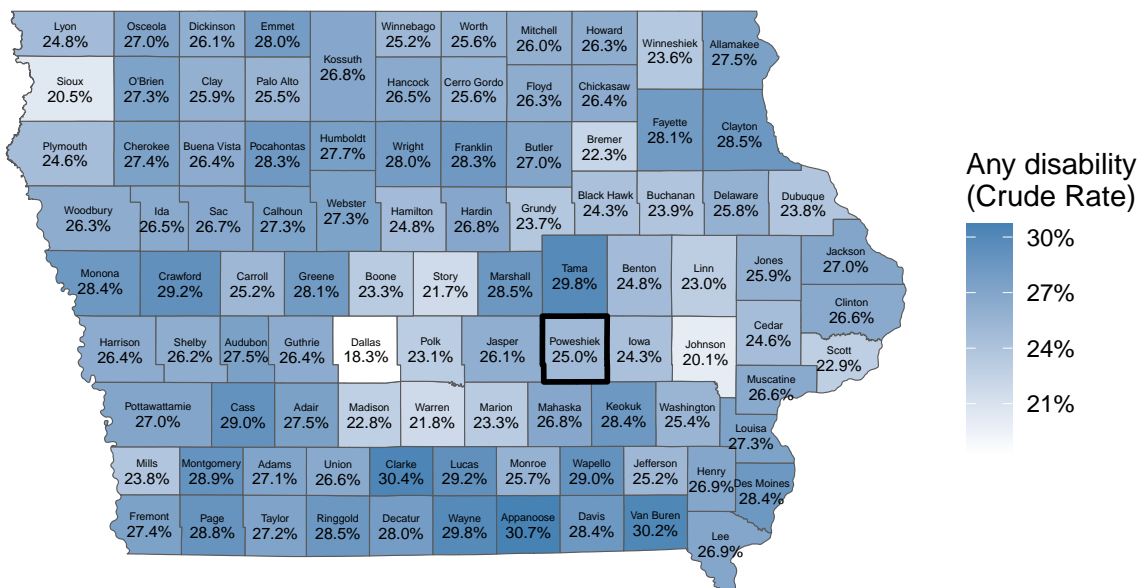 Lyon
24.8%
Osceola
27.0%
Dickinson
26.1%
Emmet
28.0%
Kossuth
26.8%
Winnebago
25.2%
Worth
25.6%
Mitchell
26.0%
Howard
26.3%
Winneshiek
23.6%
Allamakee
27.5%
Sioux
20.5%
O'Brien
27.3%
Clay
25.9%
Palo Alto
25.5%
Hancock
26.5%
Cerro Gordo
25.6%
Floyd
26.3%
Chickasaw
26.4%
Plymouth
24.6%
Cherokee
27.4%
Buena Vista
26.4%
Pocahontas
28.3%
Humboldt
27.7%
Wright
28.0%
Franklin
28.3%
Butler
27.0%
Bremer
22.3%
Fayette
28.1%
Clayton
28.5%
Woodbury
26.3%
Ida
26.5%
Sac
26.7%
Calhoun
27.3%
Webster
27.3%
Hamilton
24.8%
Hardin
26.8%
Grundy
23.7%
Black Hawk
24.3%
Buchanan
23.9%
Delaware
25.8%
Dubuque
23.8%
Monona
28.4%
Crawford
29.2%
Carroll
25.2%
Greene
28.1%
Boone
23.3%
Story
21.7%
Marshall
28.5%
Tama
29.8%
Benton
24.8%
Linn
23.0%
Jones
25.9%
Jackson
27.0%
Clinton
26.6%
Harrison
26.4%
Shelby
26.2%
Audubon
27.5%
Guthrie
26.4%
Dallas
18.3%
Polk
23.1%
Jasper
26.1%
Poweshiek
25.0%
Iowa
24.3%
Johnson
20.1%
Cedar
24.6%
Scott
22.9%
Muscatine
26.6%
Pottawattamie
27.0%
Cass
29.0%
Adair
27.5%
Madison
22.8%
Warren
21.8%
Marion
23.3%
Mahaska
26.8%
Keokuk
28.4%
Washington
25.4%
Louisa
27.3%
Mills
23.8%
Montgomery
28.9%
Adams
27.1%
Union
26.6%
Clarke
30.4%
Lucas
29.2%
Monroe
25.7%
Wapello
29.0%
Jefferson
25.2%
Henry
26.9%
Des Moines
28.4%
Fremont
27.4%
Page
28.8%
Taylor
27.2%
Ringgold
28.5%
Decatur
28.0%
Wayne
29.8%
Appanoose
30.7%
Davis
28.4%
Van Buren
30.2%
Lee
26.9%
Any disability
(Crude Rate)
30%
27%
24%
21%